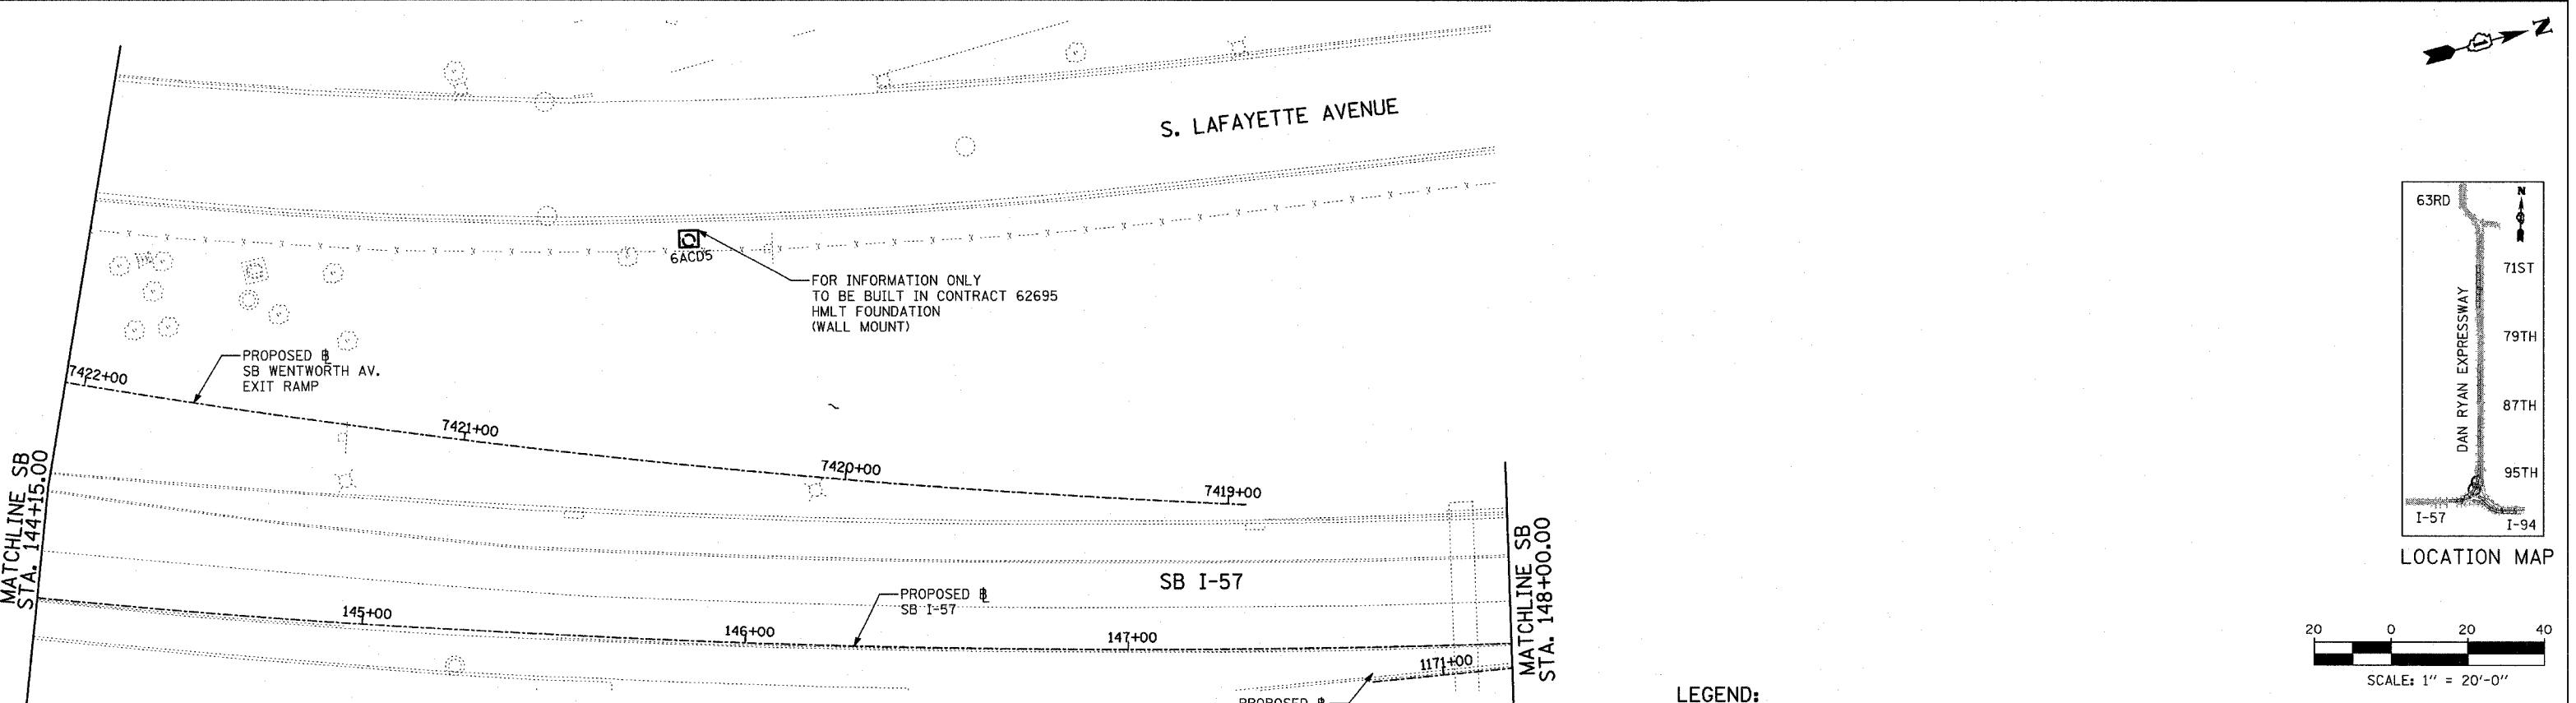 N
S. LAFAYETTE AVENUE
6ACD5
FOR INFORMATION ONLY
TO BE BUILT IN CONTRACT 62695
HMLT FOUNDATION
(WALL MOUNT)
PROPOSED B
SB WENTWORTH AV.
EXIT RAMP
7422+00
7421+00
7420+00
7419+00
MATCHLINE SB
STA. 144+15.00
SB I-57
PROPOSED B
SB I-57
145+00
146+00
147+00
1171+00
MATCHLINE SB
STA. 148+00.00
PROPOSED B
LEGEND:
63RD
N
71ST
79TH
DAN RYAN EXPRESSWAY
87TH
95TH
I-57
I-94
LOCATION MAP
20 0 20 40
SCALE: 1" = 20'-0"